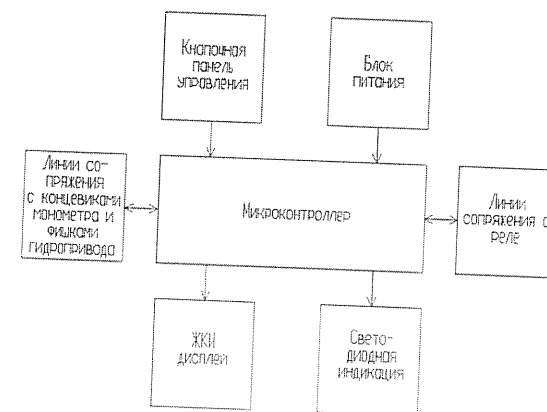 Кнопочная
панель
управления
Блок
питания
Линии со-
пряжения
с концевиками
монометра и
фишками
гидропривода
Микроконтроллер
Линии
сопряжения с
реле
ЖКИ
дисплей
Свето-
диодная
индикация